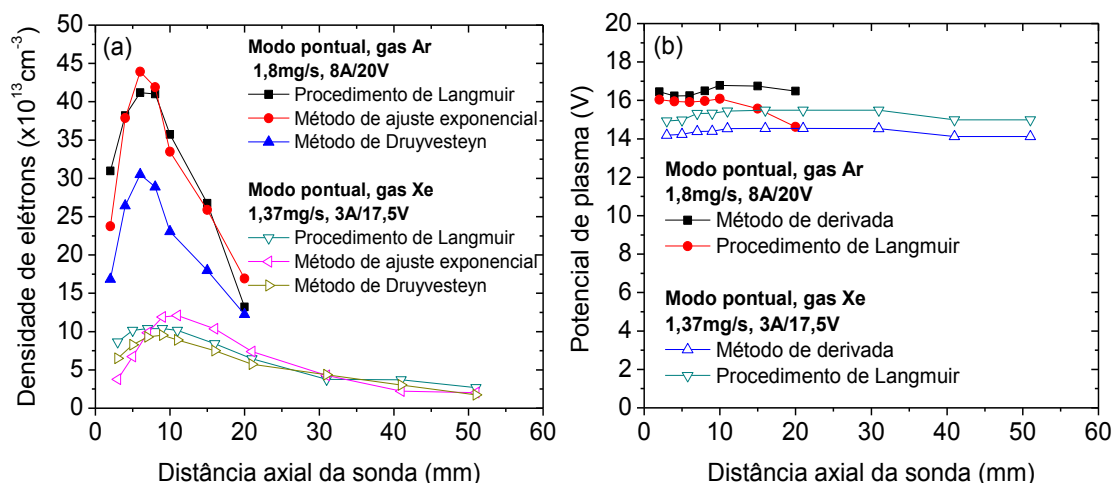 (a)
Modo pontual, gas Ar
1,8mg/s, 8A/20V
Procedimento de Langmuir
Método de ajuste exponencial
Método de Druyvesteyn
Modo pontual, gas Xe
1,37mg/s, 3A/17,5V
Procedimento de Langmuir
Método de ajuste exponencial
Método de Druyvesteyn
Densidade de elétrons (x10¹³cm⁻³)
50
45
40
35
30
25
20
15
10
5
0
0 10 20 30 40 50 60
Distância axial da sonda (mm)
(b)
Modo pontual, gas Ar
1,8mg/s, 8A/20V
Método de derivada
Procedimento de Langmuir
Modo pontual, gas Xe
1,37mg/s, 3A/17,5V
Método de derivada
Procedimento de Langmuir
Potencial de plasma (V)
20
18
16
14
12
10
8
6
4
2
0
0 10 20 30 40 50 60
Distância axial da sonda (mm)